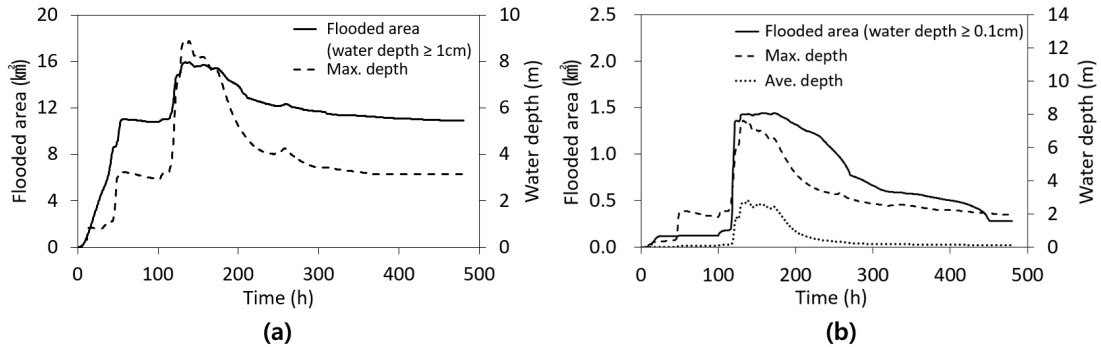 Flooded area (㎢)
20
16
12
8
4
0
Flooded area
(water depth ≥ 1cm)
Max. depth
10
8
6
4
2
0
Water depth (m)
0 100 200 300 400 500
Time (h)
(a)
Flooded area (㎢)
2.5
2.0
1.5
1.0
0.5
0.0
Flooded area (water depth ≥ 0.1cm)
Max. depth
Ave. depth
14
12
10
8
6
4
2
0
Water depth (m)
0 100 200 300 400 500
Time (h)
(b)